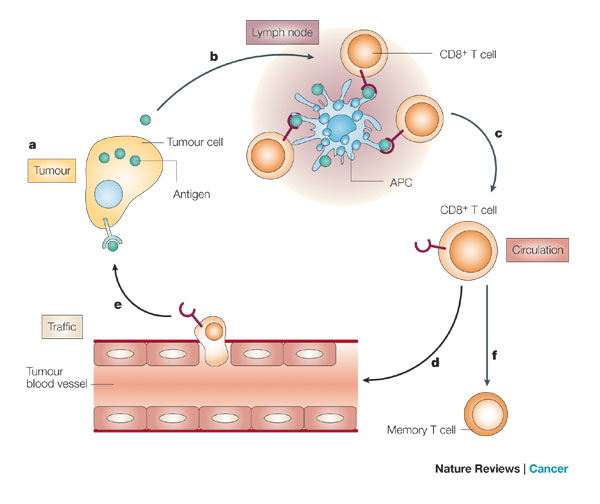 Lymph node
b
CD8+ T cell
a
Tumour cell
c
Tumour
Antigen
APC
CD8+ T cell
Circulation
e
Traffic
d
f
Tumour
blood vessel
Memory T cell
Nature Reviews | Cancer